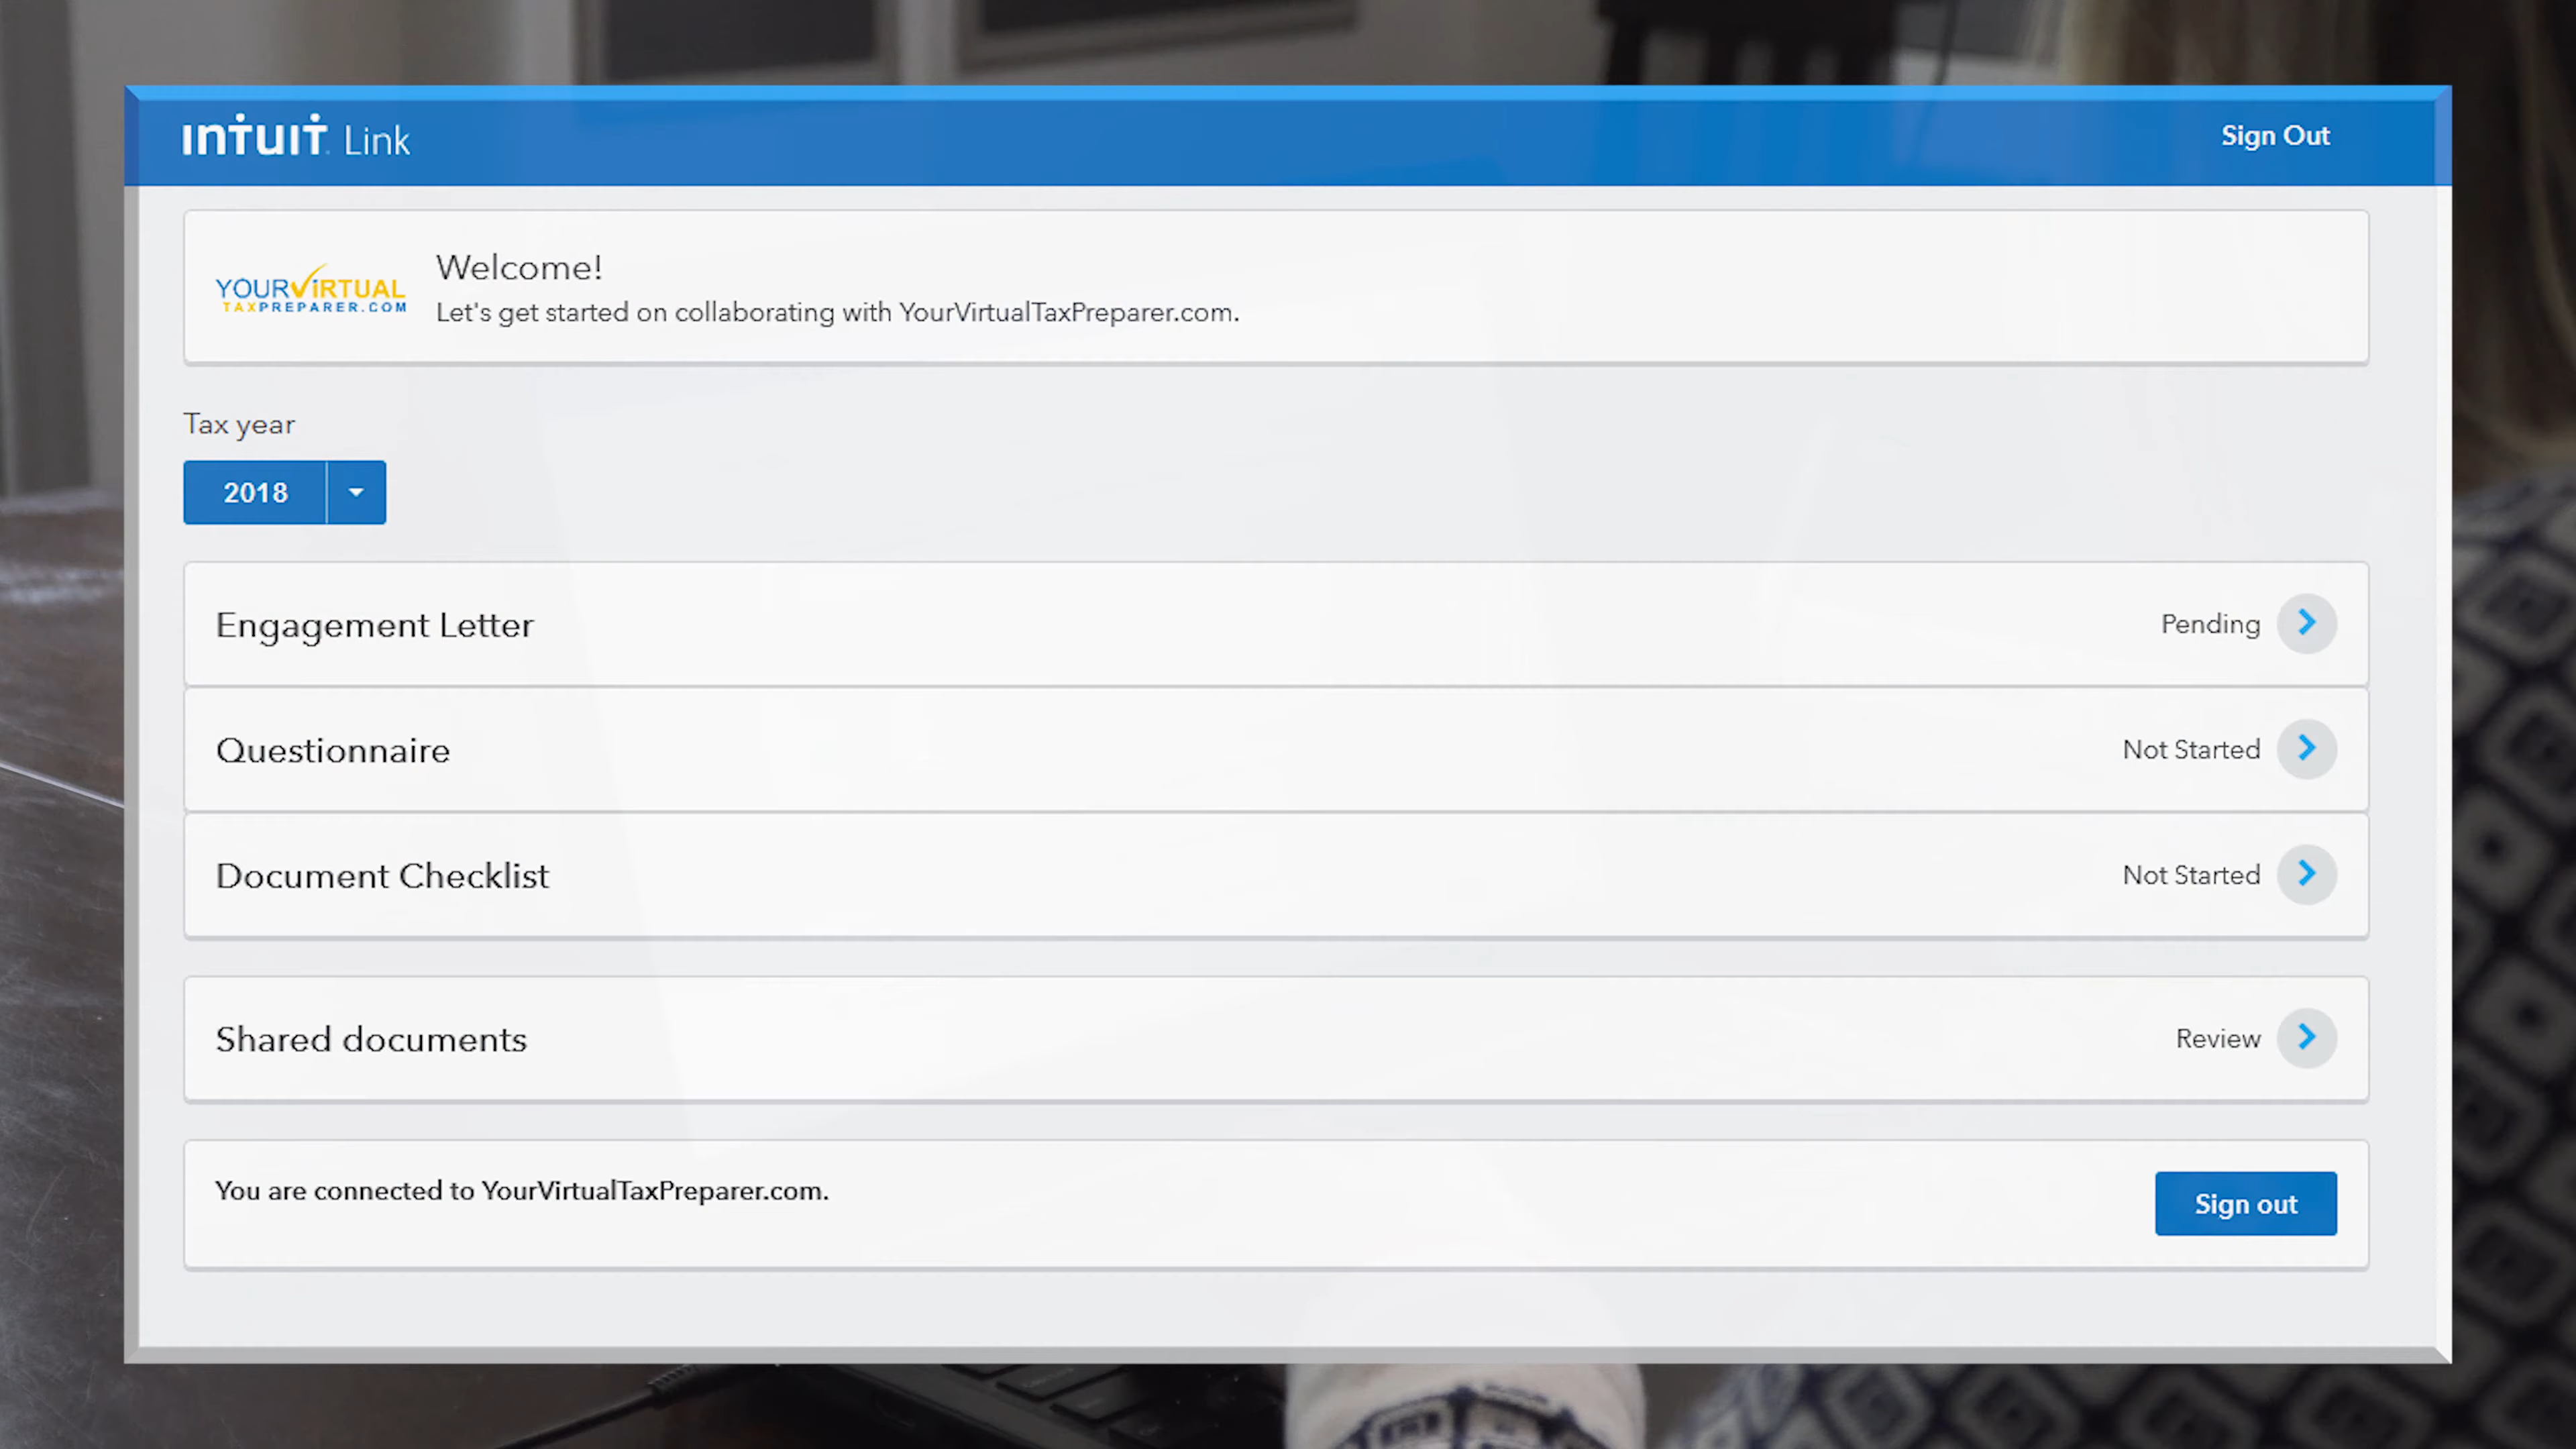 ıntuıt. Link
Sign Out
YOURViRTUAL
TAXPREPARER.COM
Welcome!
Let's get started on collaborating with YourVirtualTaxPreparer.com.
Tax year
2018
Engagement Letter
Pending
Questionnaire
Not Started
Document Checklist
Not Started
Shared documents
Review
You are connected to YourVirtualTaxPreparer.com.
Sign out